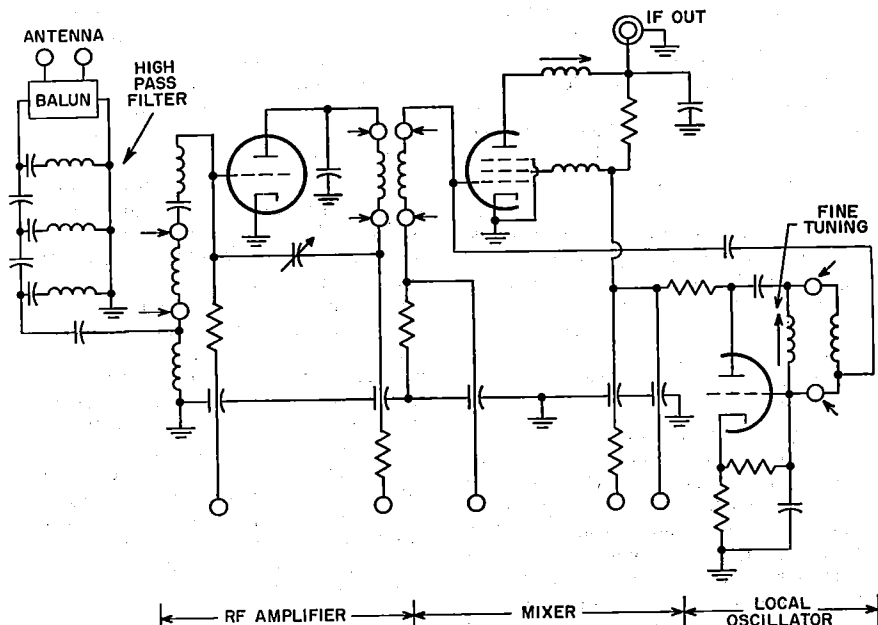 ANTENNA
BALUN
HIGH
PASS
FILTER
IF OUT
FINE
TUNING
RF AMPLIFIER
MIXER
LOCAL
OSCILLATOR